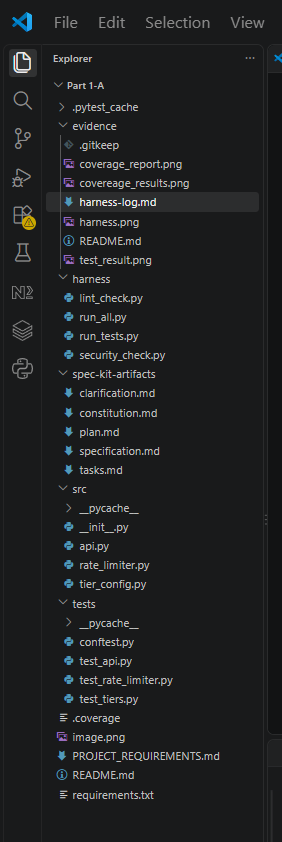 File Edit Selection View
Explorer ...
Part 1-A
.pytest_cache
evidence
.gitkeep
coverage_report.png
covereage_results.png
harness-log.md
harness.png
README.md
test_result.png
harness
lint_check.py
run_all.py
run_tests.py
security_check.py
spec-kit-artifacts
clarification.md
constitution.md
plan.md
specification.md
tasks.md
src
__pycache__
__init__.py
api.py
rate_limiter.py
tier_config.py
tests
__pycache__
conftest.py
test_api.py
test_rate_limiter.py
test_tiers.py
.coverage
image.png
PROJECT_REQUIREMENTS.md
README.md
requirements.txt